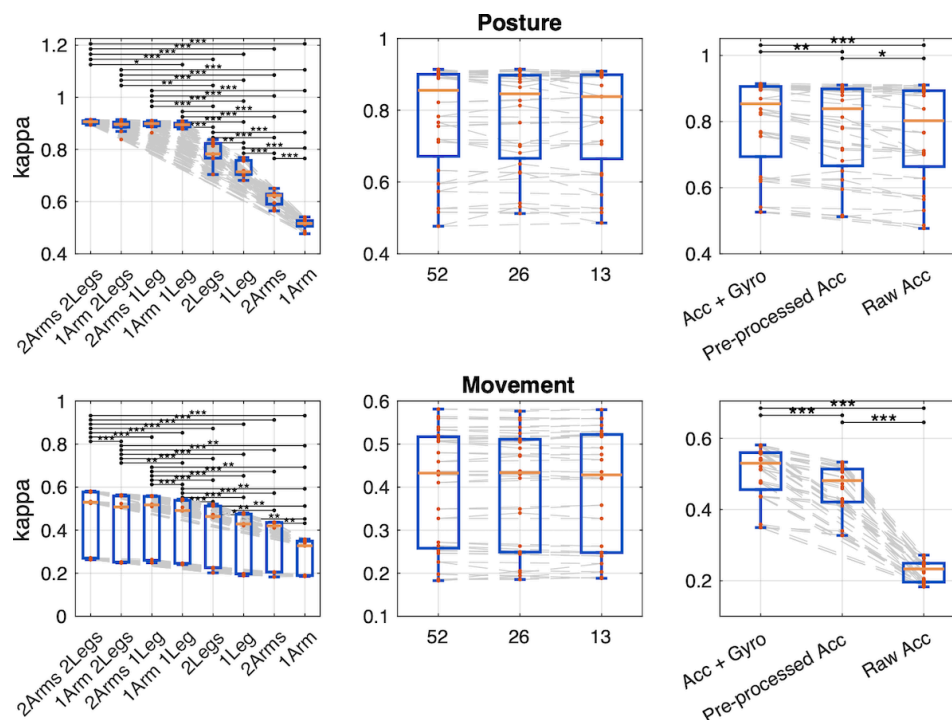 Posture
kappa
1.2
1
0.8
0.6
0.4
2Arms 2Legs
1Arm 2Legs
2Arms 1Leg
1Arm 1Leg
2Legs
1Leg
2Arms
1Arm
*** *** *** *** *** *
*** *** *** *** **
*** *** *** ***
*** *** *** ***
*** *** **
*** ***
***
1
0.8
0.6
0.4
52
26
13
***
** *
1
0.8
0.6
0.4
Acc + Gyro
Pre-processed Acc
Raw Acc
Movement
kappa
1
0.8
0.6
0.4
0.2
0
2Arms 2Legs
1Arm 2Legs
2Arms 1Leg
1Arm 1Leg
2Legs
1Leg
2Arms
1Arm
0.6
0.5
0.4
0.3
0.2
0.1
52
26
13
***
*** ***
0.6
0.4
0.2
Acc + Gyro
Pre-processed Acc
Raw Acc